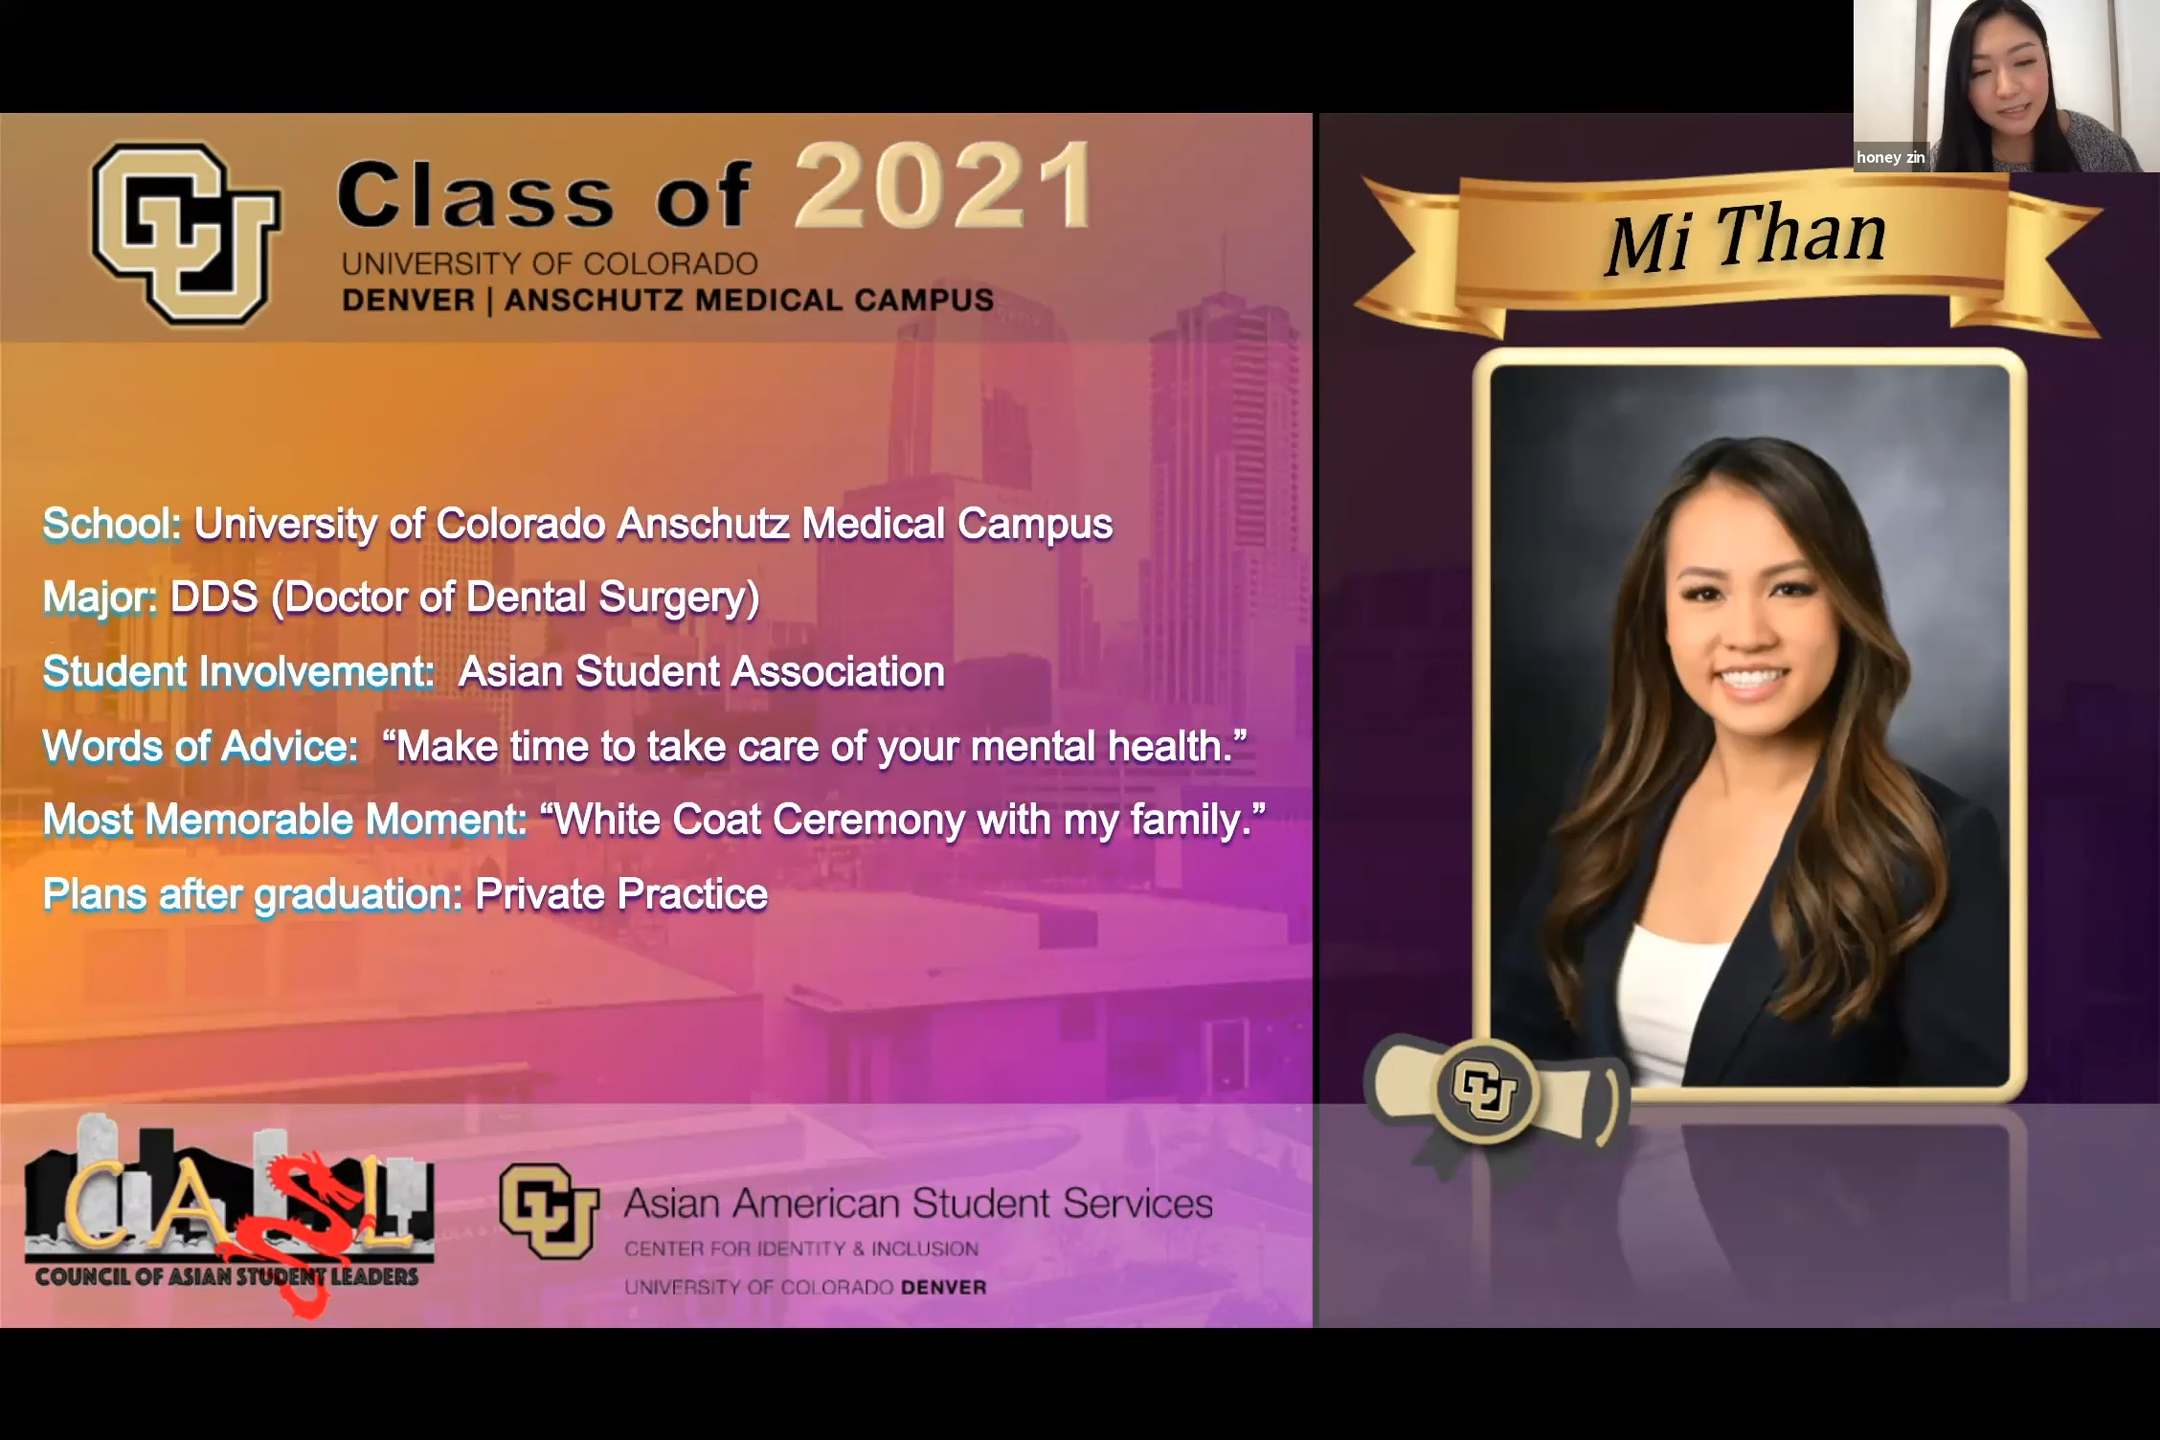 honey zin
CU
Class of 2021
UNIVERSITY OF COLORADO
DENVER | ANSCHUTZ MEDICAL CAMPUS
Mi Than
School: University of Colorado Anschutz Medical Campus
Major: DDS (Doctor of Dental Surgery)
Student Involvement: Asian Student Association
Words of Advice: “Make time to take care of your mental health.”
Most Memorable Moment: “White Coat Ceremony with my family.”
Plans after graduation: Private Practice
CU
CASL
COUNCIL OF ASIAN STUDENT LEADERS
CU
Asian American Student Services
CENTER FOR IDENTITY & INCLUSION
UNIVERSITY OF COLORADO DENVER